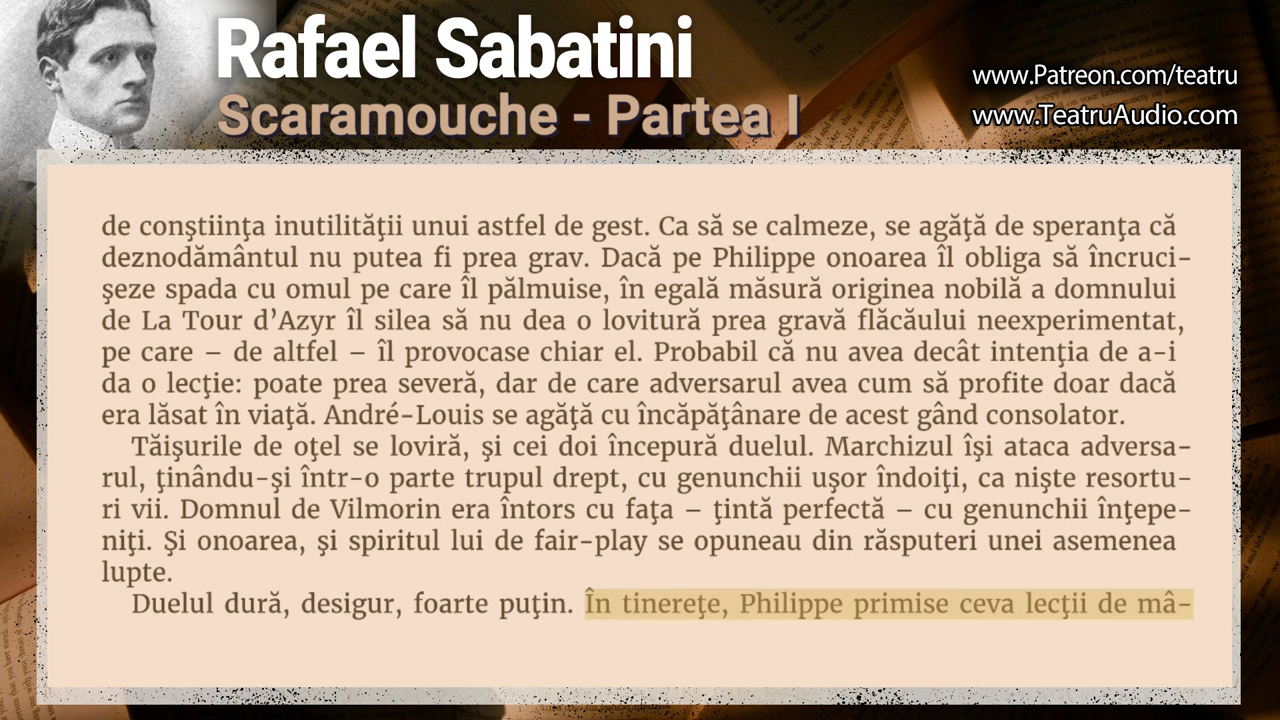 Rafael Sabatini
Scaramouche - Partea I
www.Patreon.com/teatru
www.TeatruAudio.com
de conştiinţa inutilităţii unui astfel de gest. Ca să se calmeze, se agăţă de speranţa că
deznodământul nu putea fi prea grav. Dacă pe Philippe onoarea îl obliga să încruci-
şeze spada cu omul pe care îl pălmuise, în egală măsură originea nobilă a domnului
de La Tour d’Azyr îl silea să nu dea o lovitură prea gravă flăcăului neexperimentat,
pe care – de altfel – îl provocase chiar el. Probabil că nu avea decât intenţia de a-i
da o lecţie: poate prea severă, dar de care adversarul avea cum să profite doar dacă
era lăsat în viaţă. André-Louis se agăţă cu încăpăţânare de acest gând consolator.
Tăişurile de oţel se loviră, şi cei doi începură duelul. Marchizul îşi ataca adversa-
rul, ţinându-şi într-o parte trupul drept, cu genunchii uşor îndoiţi, ca nişte resortu-
ri vii. Domnul de Vilmorin era întors cu faţa – ţintă perfectă – cu genunchii înţepe-
niţi. Şi onoarea, şi spiritul lui de fair-play se opuneau din răsputeri unei asemenea
lupte.
Duelul dură, desigur, foarte puţin. În tinereţe, Philippe primise ceva lecţii de mâ-